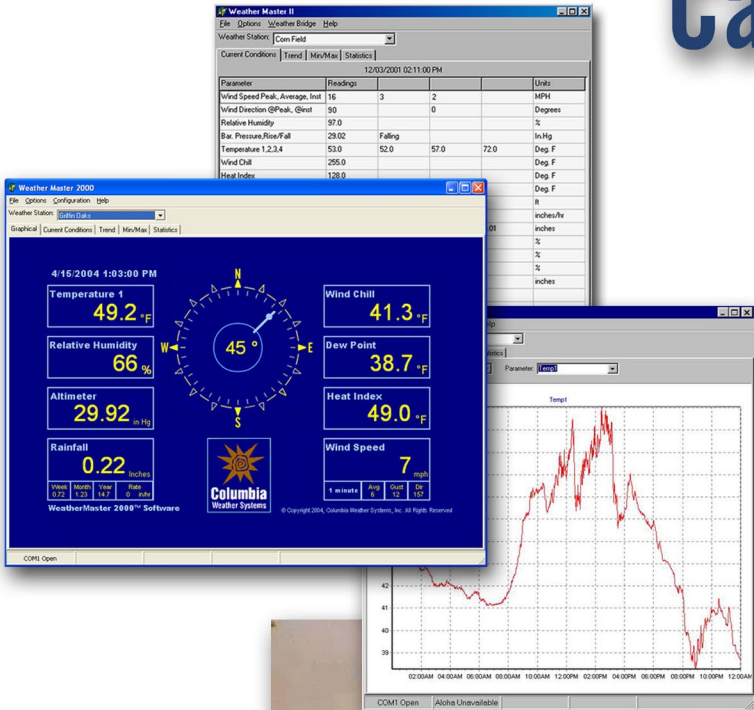 Ca
Weather Master II
File Options Weather Bridge Help
Weather Station: Corn Field
Current Conditions Trend Min/Max Statistics
12/03/2001 02:11:00 PM
Parameter Readings Units
Wind Speed Peak, Average, Inst 16 3 2 MPH
Wind Direction @Peak, @inst 90 0 Degrees
Relative Humidity 97.0 %
Bar. Pressure,Rise/Fall 29.02 Falling In.Hg
Temperature 1,2,3,4 53.0 52.0 57.0 72.0 Deg. F
Wind Chill 255.0 Deg. F
Heat Index 128.0 Deg. F
Deg. F
ft
inches/hr
.01 inches
%
%
%
inches
Weather Master 2000
File Options Configuration Help
Weather Station: Griffin Oaks
Graphical Current Conditions Trend Min/Max Statistics
4/15/2004 1:03:00 PM
Temperature 1
49.2 °F
Relative Humidity
66 %
Altimeter
29.92 in Hg
Rainfall
0.22 Inches
Week Month Year Rate
0.72 1.23 14.7 0 in/hr
WeatherMaster 2000™ Software
N
W
45 °
E
S
Columbia
Weather Systems
Wind Chill
41.3 °F
Dew Point
38.7 °F
Heat Index
49.0 °F
Wind Speed
7 mph
1 minute Avg Gust Dir
6 12 157
© Copyright 2004, Columbia Weather Systems, Inc. All Rights Reserved
COM1 Open
Parameter: Temp1
Temp1
42
41
40
39
02:00AM 04:00AM 06:00AM 08:00AM 10:00AM 12:00PM 02:00PM 04:00PM 06:00PM 08:00PM 10:00PM 12:00AM
COM1 Open Aloha Unavailable